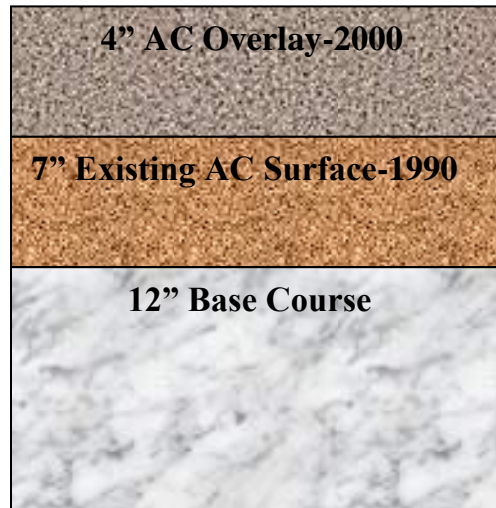 4” AC Overlay-2000
7” Existing AC Surface-1990
12” Base Course